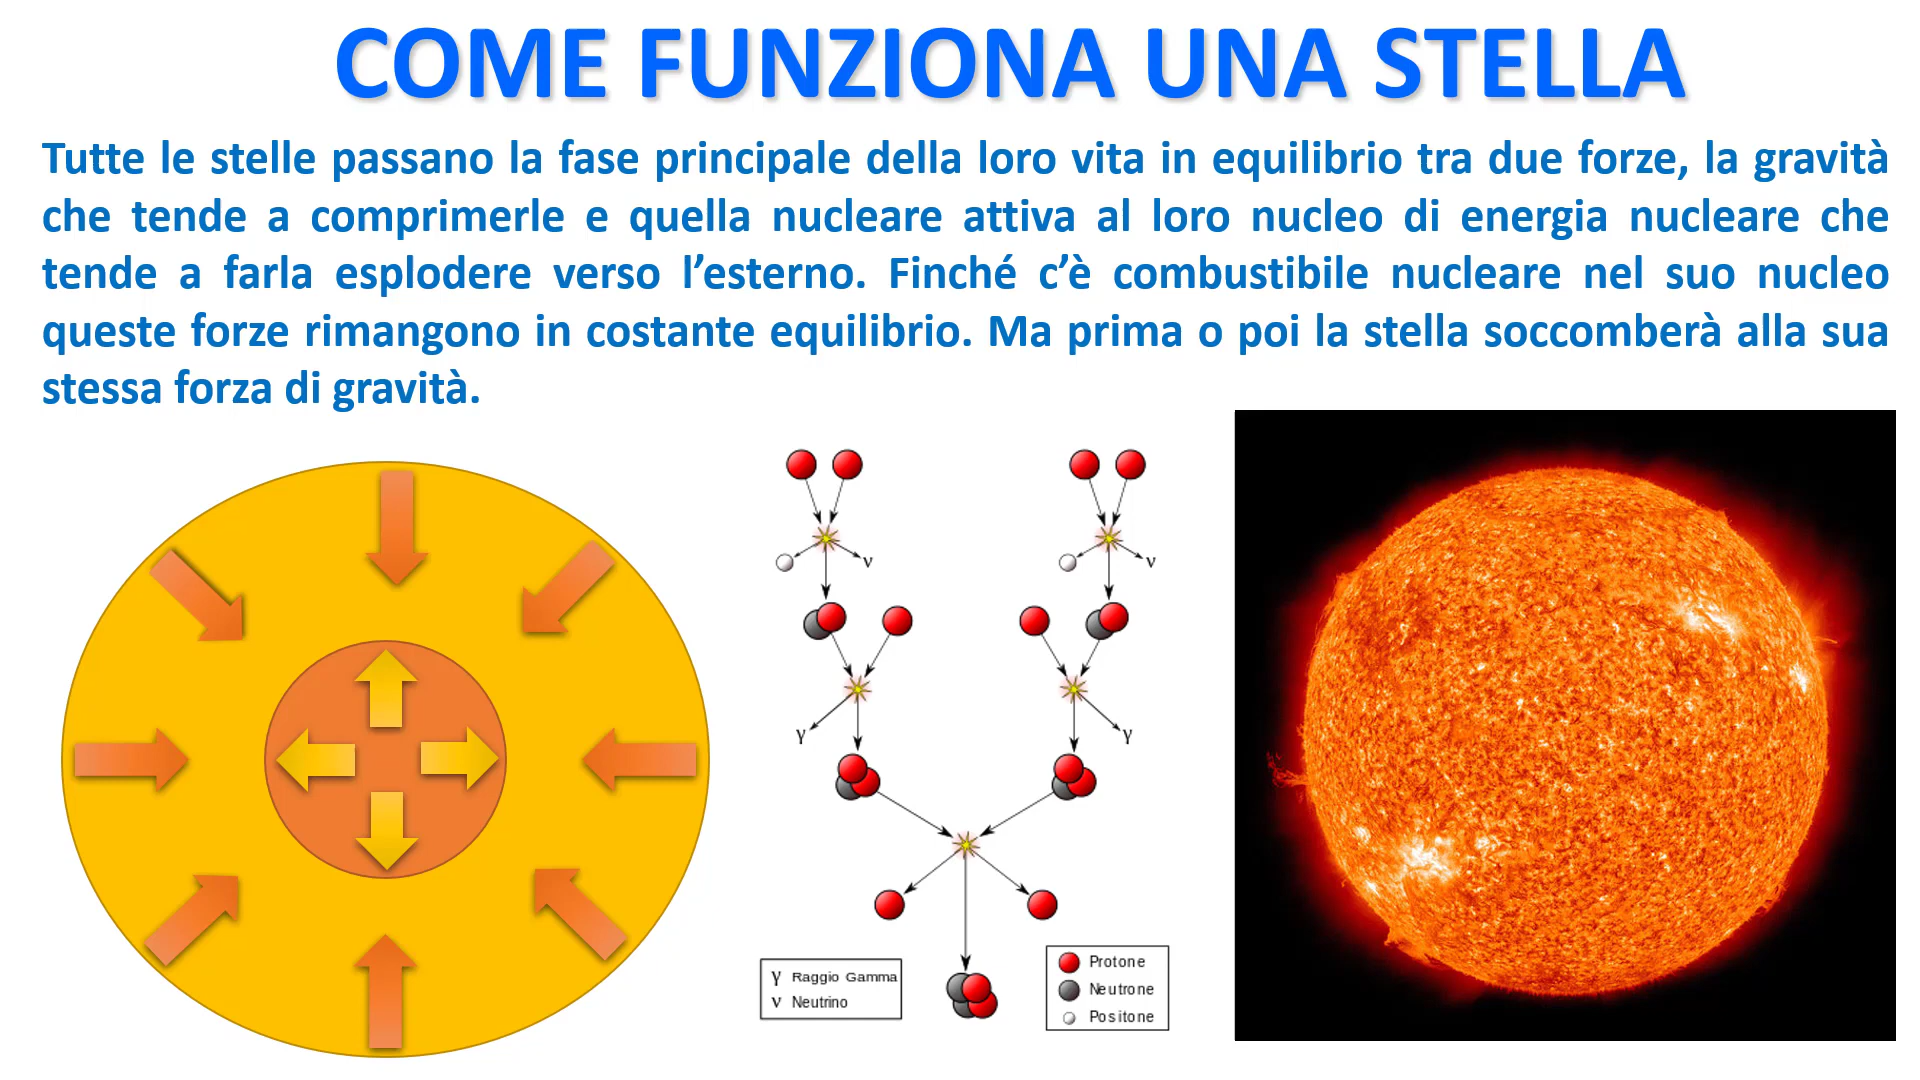 COME FUNZIONA UNA STELLA
Tutte le stelle passano la fase principale della loro vita in equilibrio tra due forze, la gravità
che tende a comprimerle e quella nucleare attiva al loro nucleo di energia nucleare che
tende a farla esplodere verso l’esterno. Finché c’è combustibile nucleare nel suo nucleo
queste forze rimangono in costante equilibrio. Ma prima o poi la stella soccomberà alla sua
stessa forza di gravità.
ν
ν
γ
γ
γ Raggio Gamma
ν Neutrino
Protone
Neutrone
Positone